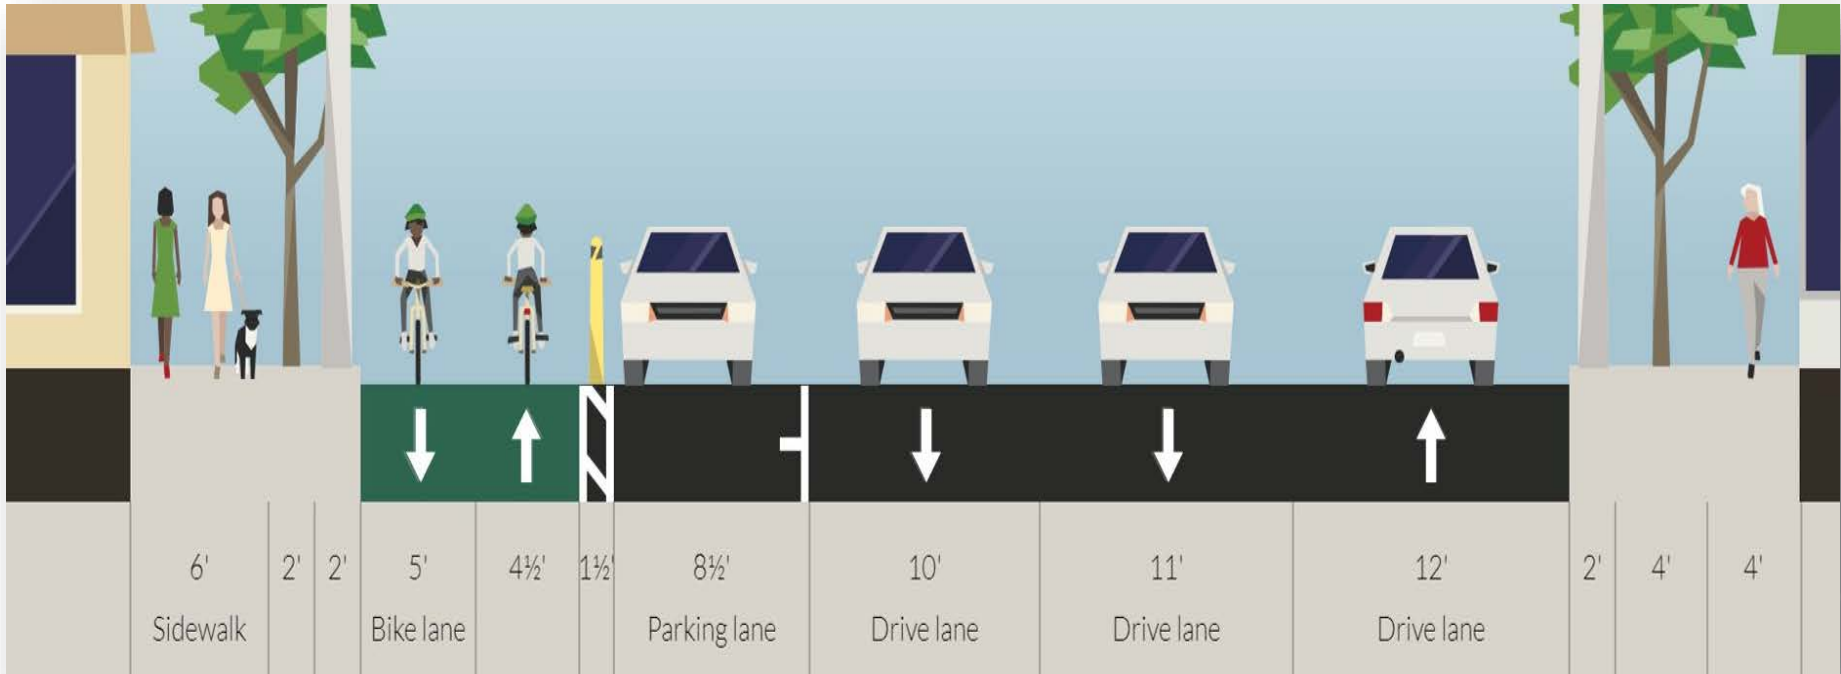 6' 2' 2' 5' 4½' 1½' 8½' 10' 11' 12' 2' 4' 4'
Sidewalk Bike lane Parking lane Drive lane Drive lane Drive lane